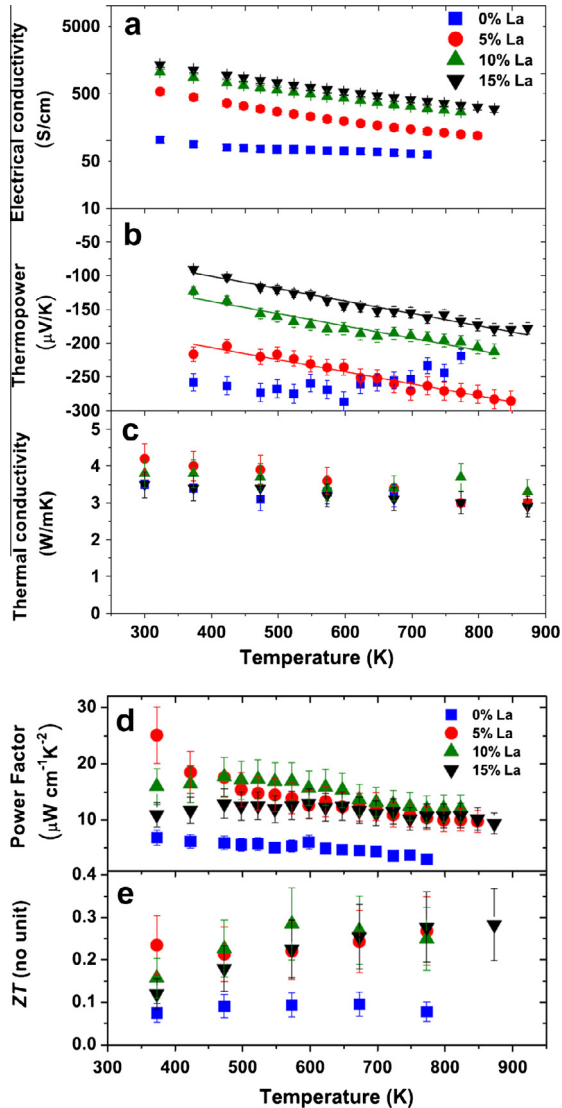 a
0% La
5% La
10% La
15% La
5000
500
50
10
Electrical conductivity
(S/cm)
b
-50
-100
-150
-200
-250
-300
Thermopower
(μV/K)
c
5
4
3
2
1
0
Thermal conductivity
(W/mK)
300 400 500 600 700 800 900
Temperature (K)
d
0% La
5% La
10% La
15% La
30
20
10
Power Factor
(μW cm⁻¹K⁻²)
e
0.4
0.3
0.2
0.1
0.0
ZT (no unit)
400 500 600 700 800 900
Temperature (K)